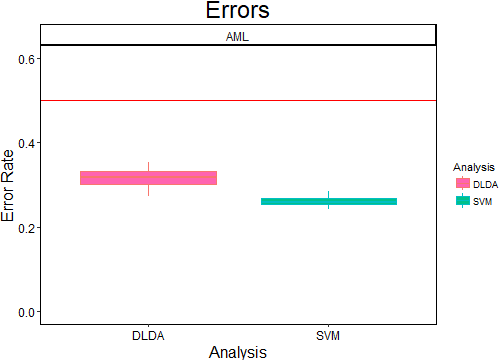 Errors
AML
0.6
0.4
0.2
0.0
Error Rate
DLDA
SVM
Analysis
Analysis
DLDA
SVM